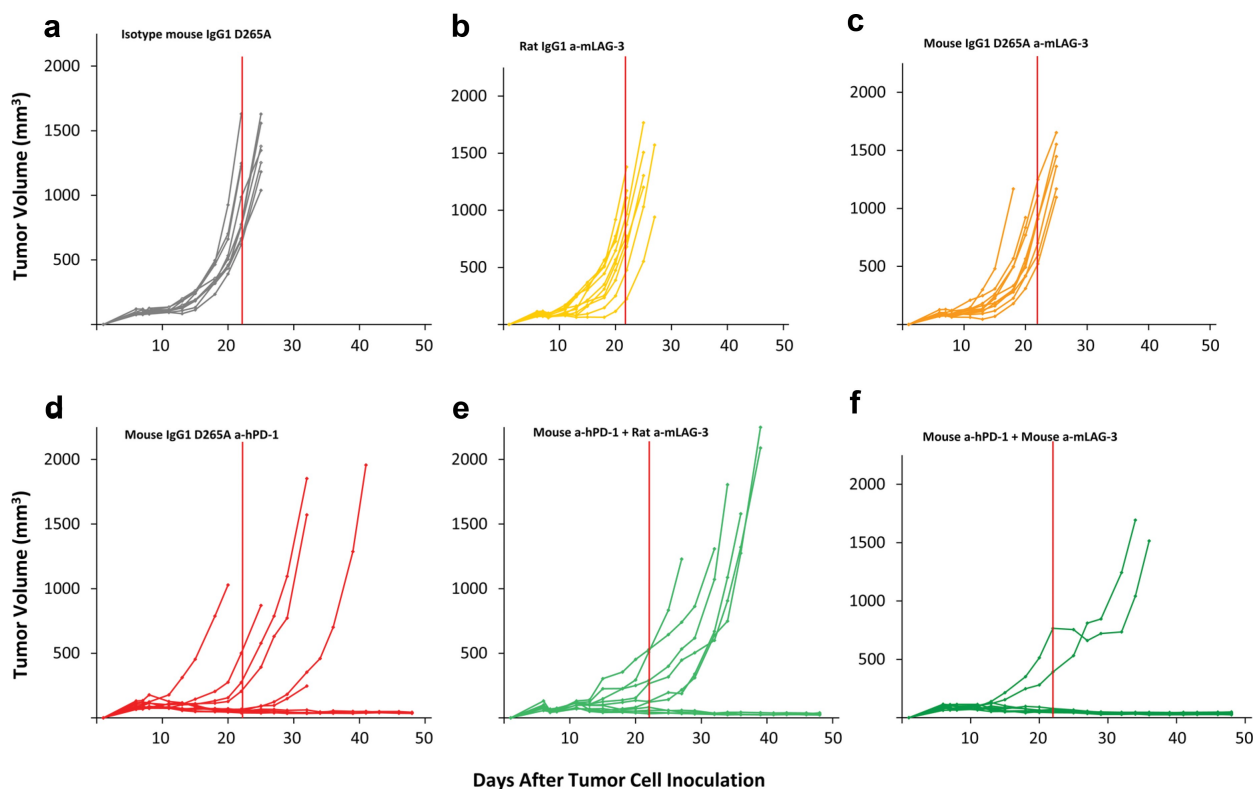 a
Isotype mouse IgG1 D265A
2000
1500
1000
500
10 20 30 40 50
Tumor Volume (mm³)
b
Rat IgG1 a-mLAG-3
2000
1500
1000
500
10 20 30 40 50
c
Mouse IgG1 D265A a-mLAG-3
2000
1500
1000
500
10 20 30 40 50
d
Mouse IgG1 D265A a-hPD-1
2000
1500
1000
500
10 20 30 40 50
Tumor Volume (mm³)
e
Mouse a-hPD-1 + Rat a-mLAG-3
2000
1500
1000
500
10 20 30 40 50
f
Mouse a-hPD-1 + Mouse a-mLAG-3
2000
1500
1000
500
10 20 30 40 50
Days After Tumor Cell Inoculation